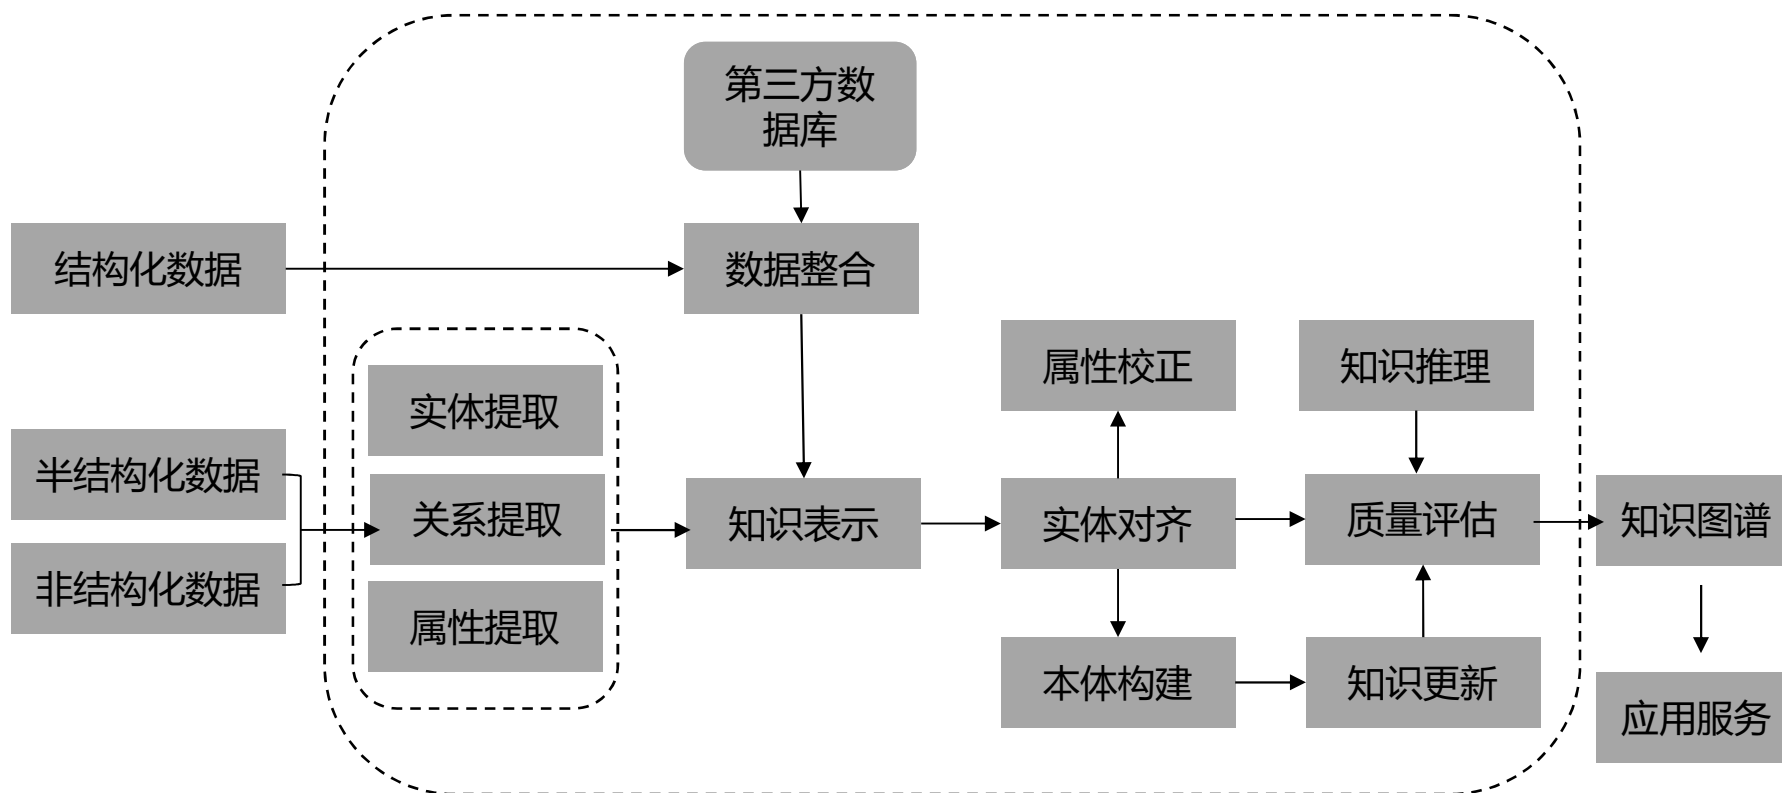 第三方数
据库
结构化数据
数据整合
属性校正
知识推理
实体提取
半结构化数据
关系提取
知识表示
实体对齐
质量评估
知识图谱
非结构化数据
属性提取
本体构建
知识更新
应用服务